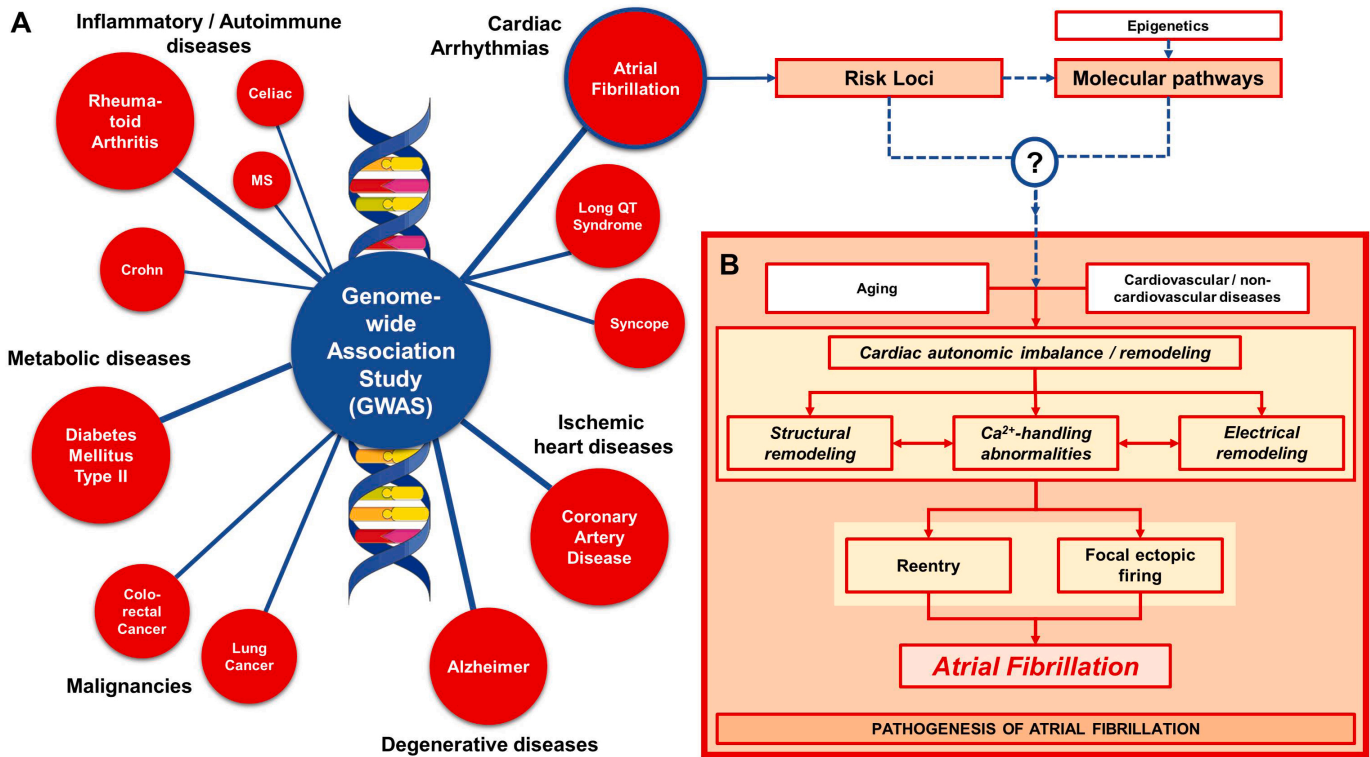 A
Inflammatory / Autoimmune
diseases
Rheuma-
toid
Arthritis
Celiac
MS
Crohn
Cardiac
Arrhythmias
Atrial
Fibrillation
Long QT
Syndrome
Syncope
Genome-
wide
Association
Study
(GWAS)
Metabolic diseases
Diabetes
Mellitus
Type II
Ischemic
heart diseases
Coronary
Artery
Disease
Colo-
rectal
Cancer
Lung
Cancer
Malignancies
Alzheimer
Degenerative diseases
Epigenetics
Risk Loci
Molecular pathways
?
B
Aging
Cardiovascular / non-
cardiovascular diseases
Cardiac autonomic imbalance / remodeling
Structural
remodeling
Ca²⁺-handling
abnormalities
Electrical
remodeling
Reentry
Focal ectopic
firing
Atrial Fibrillation
PATHOGENESIS OF ATRIAL FIBRILLATION